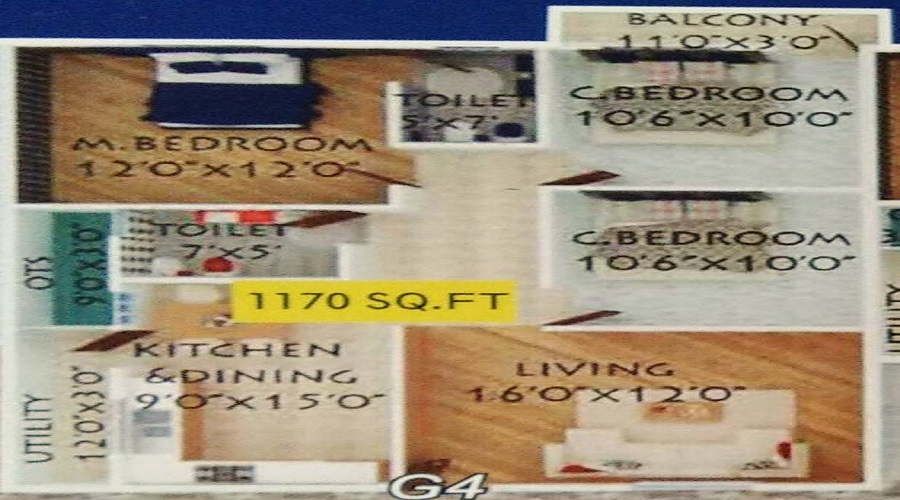 BALCONY
11'0"X3'0"
TOILET
5'X7'
C.BEDROOM
10'6"X10'0"
M.BEDROOM
12'0"X12'0"
TOILET
7'X5'
C.BEDROOM
10'6"X10'0"
OTS
9'0X3'0"
1170 SQ.FT
KITCHEN
&DINING
9'0"X15'0"
LIVING
16'0"X12'0"
UTILITY
12'0"X3'0"
UTILITY
G4